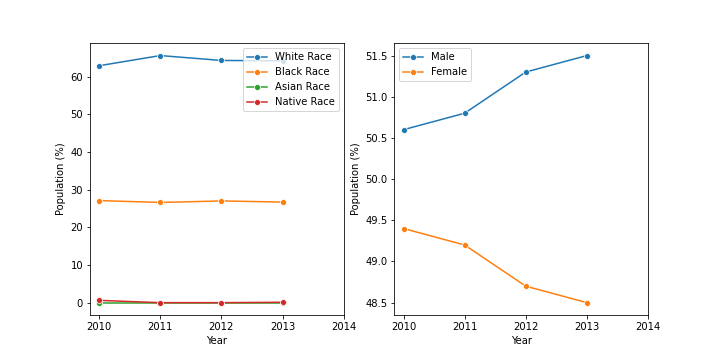 White Race
Black Race
Asian Race
Native Race
60
50
40
30
20
10
0
Population (%)
2010 2011 2012 2013 2014
Year
Male
Female
51.5
51.0
50.5
50.0
49.5
49.0
48.5
Population (%)
2010 2011 2012 2013 2014
Year